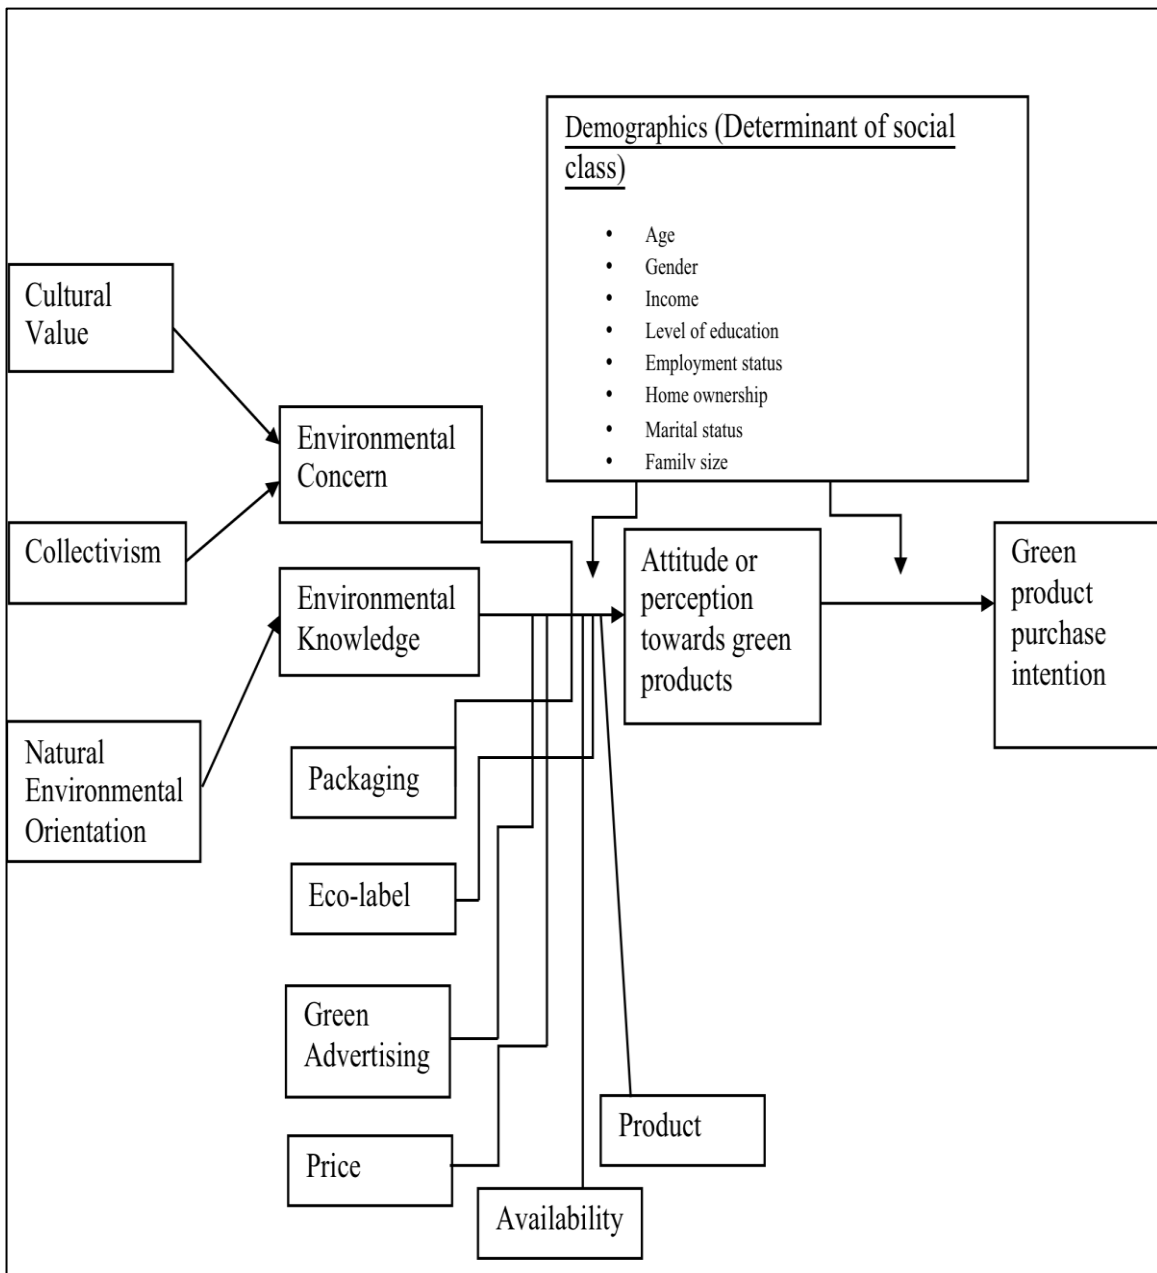 Demographics (Determinant of social
class)
• Age
• Gender
• Income
• Level of education
• Employment status
• Home ownership
• Marital status
• Family size
Cultural
Value
Environmental
Concern
Collectivism
Environmental
Knowledge
Attitude or
perception
towards green
products
Green
product
purchase
intention
Natural
Environmental
Orientation
Packaging
Eco-label
Green
Advertising
Product
Price
Availability